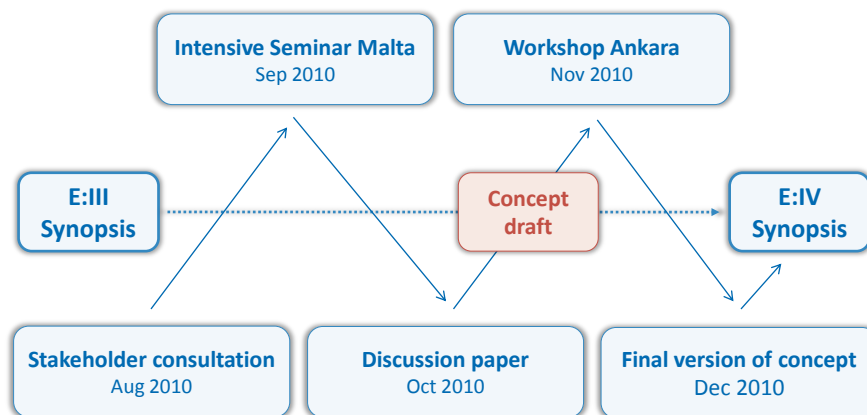 Intensive Seminar Malta
Sep 2010
Workshop Ankara
Nov 2010
E:III
Synopsis
Concept
draft
E:IV
Synopsis
Stakeholder consultation
Aug 2010
Discussion paper
Oct 2010
Final version of concept
Dec 2010